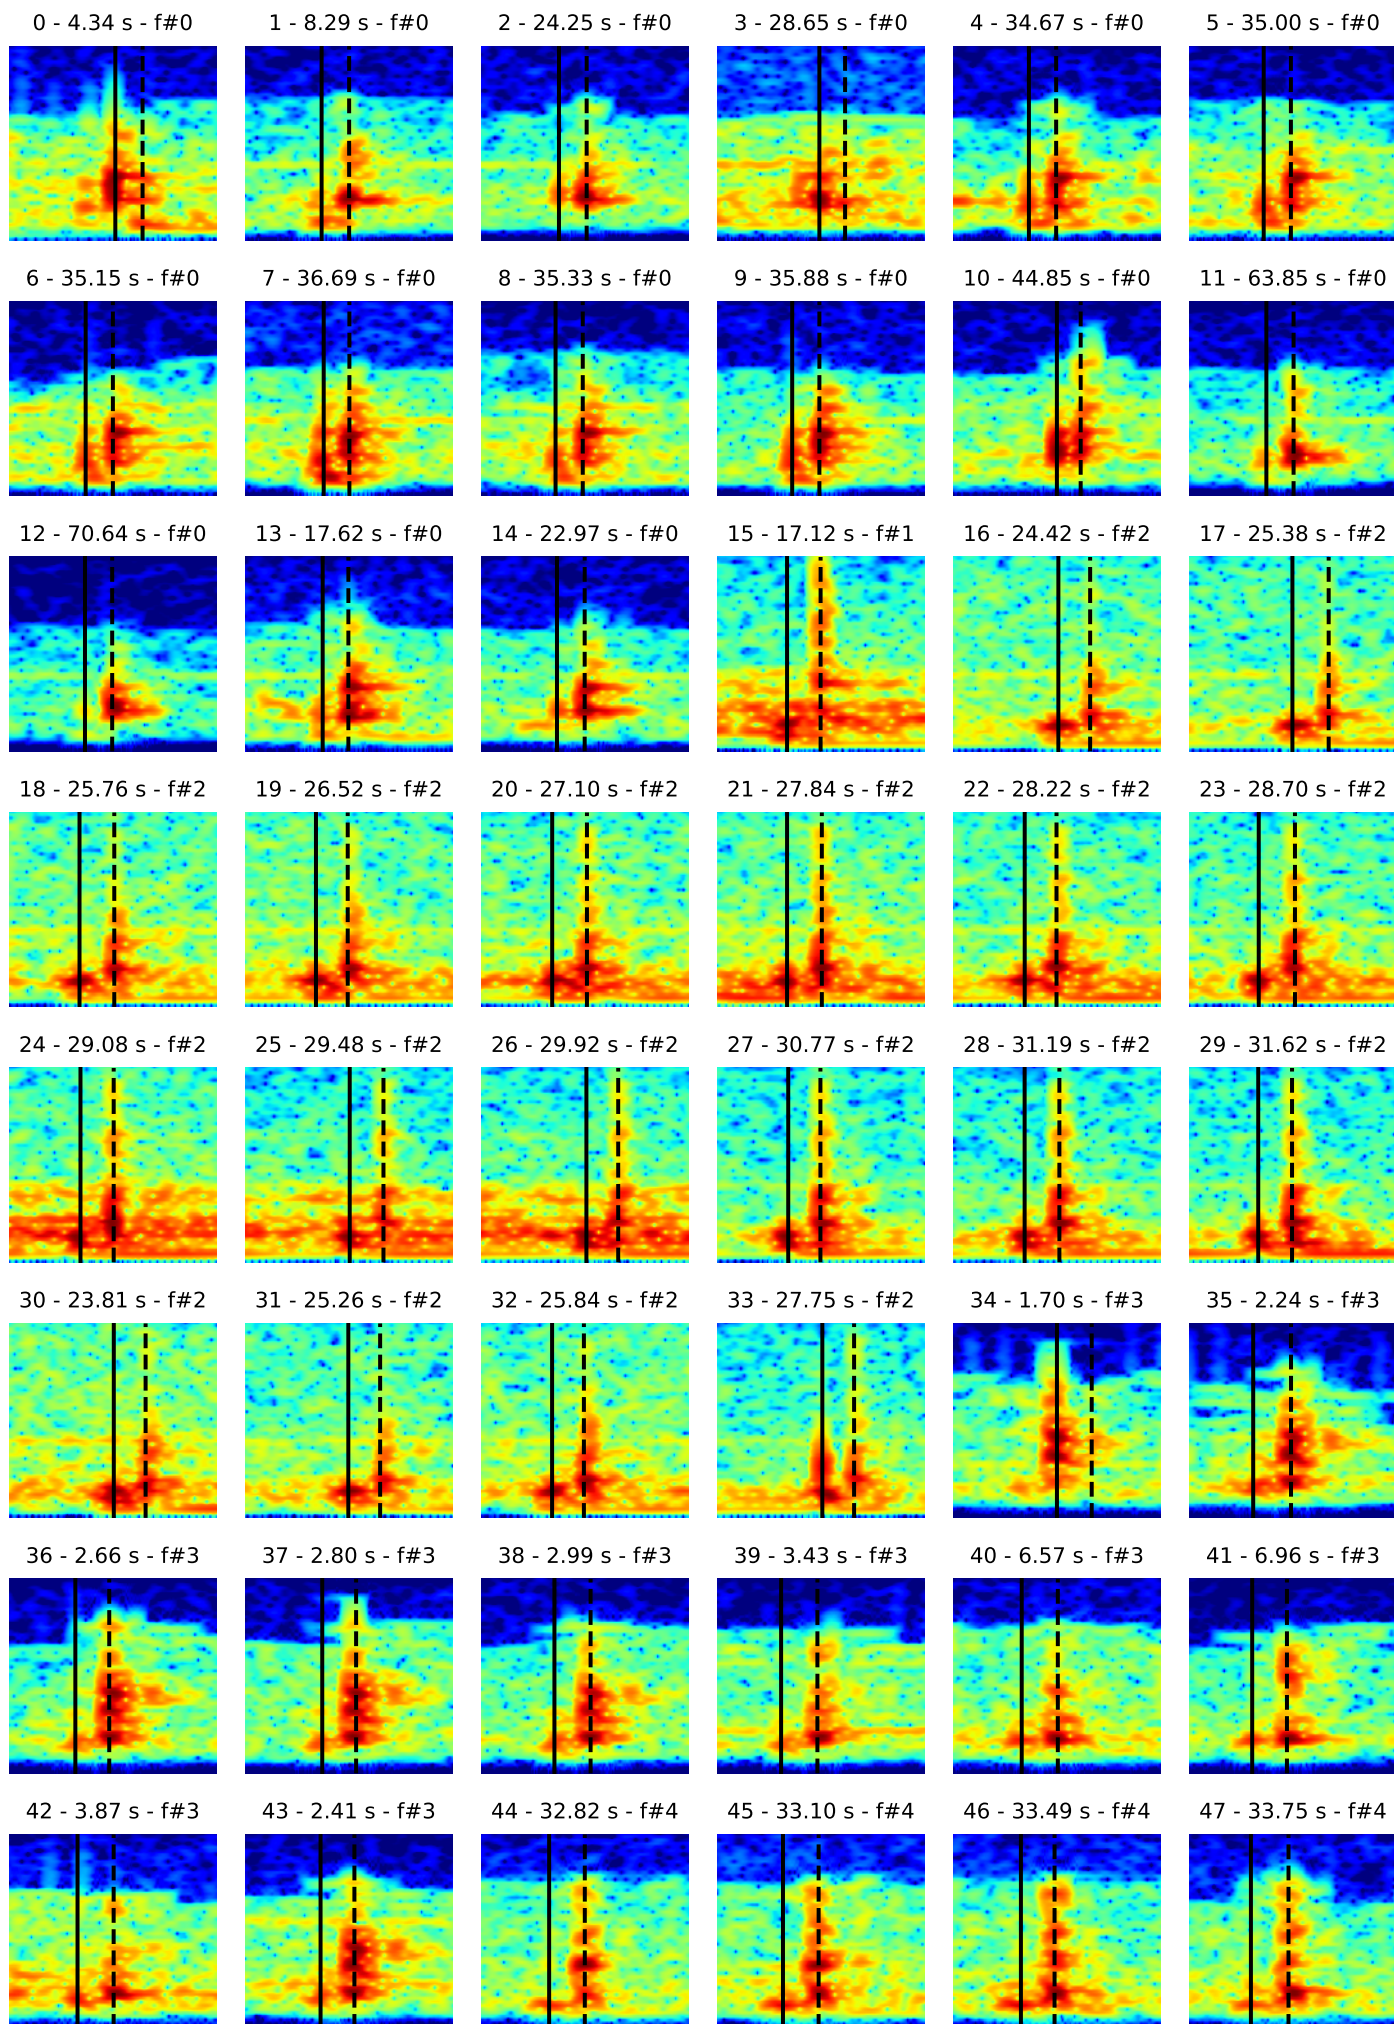 0 - 4.34 s - f#0 1 - 8.29 s - f#0 2 - 24.25 s - f#0 3 - 28.65 s - f#0 4 - 34.67 s - f#0 5 - 35.00 s - f#0
6 - 35.15 s - f#0 7 - 36.69 s - f#0 8 - 35.33 s - f#0 9 - 35.88 s - f#0 10 - 44.85 s - f#0 11 - 63.85 s - f#0
12 - 70.64 s - f#0 13 - 17.62 s - f#0 14 - 22.97 s - f#0 15 - 17.12 s - f#1 16 - 24.42 s - f#2 17 - 25.38 s - f#2
18 - 25.76 s - f#2 19 - 26.52 s - f#2 20 - 27.10 s - f#2 21 - 27.84 s - f#2 22 - 28.22 s - f#2 23 - 28.70 s - f#2
24 - 29.08 s - f#2 25 - 29.48 s - f#2 26 - 29.92 s - f#2 27 - 30.77 s - f#2 28 - 31.19 s - f#2 29 - 31.62 s - f#2
30 - 23.81 s - f#2 31 - 25.26 s - f#2 32 - 25.84 s - f#2 33 - 27.75 s - f#2 34 - 1.70 s - f#3 35 - 2.24 s - f#3
36 - 2.66 s - f#3 37 - 2.80 s - f#3 38 - 2.99 s - f#3 39 - 3.43 s - f#3 40 - 6.57 s - f#3 41 - 6.96 s - f#3
42 - 3.87 s - f#3 43 - 2.41 s - f#3 44 - 32.82 s - f#4 45 - 33.10 s - f#4 46 - 33.49 s - f#4 47 - 33.75 s - f#4